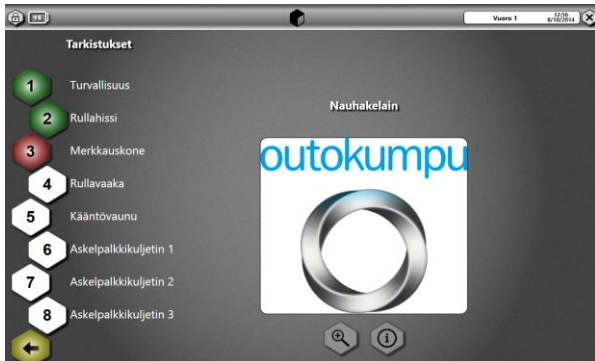 Vuoro 1
12:56
8/10/2014
Tarkistukset
1 Turvallisuus
2 Rullahissi
3 Merkkauskone
4 Rullavaaka
5 Kääntövaunu
6 Askelpalkkikuljetin 1
7 Askelpalkkikuljetin 2
8 Askelpalkkikuljetin 3
Nauhakelain
outokumpu